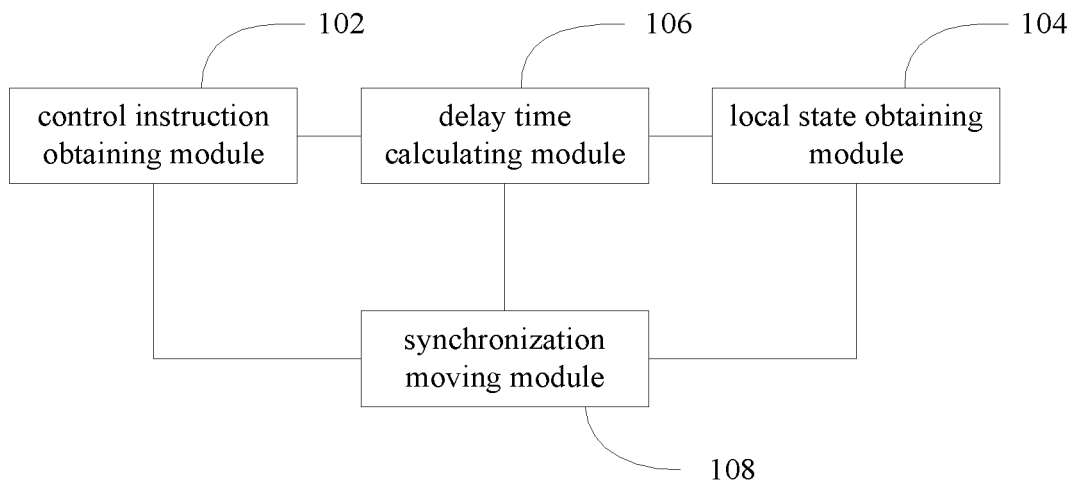 102
106
104
control instruction
obtaining module
delay time
calculating module
local state obtaining
module
synchronization
moving module
108